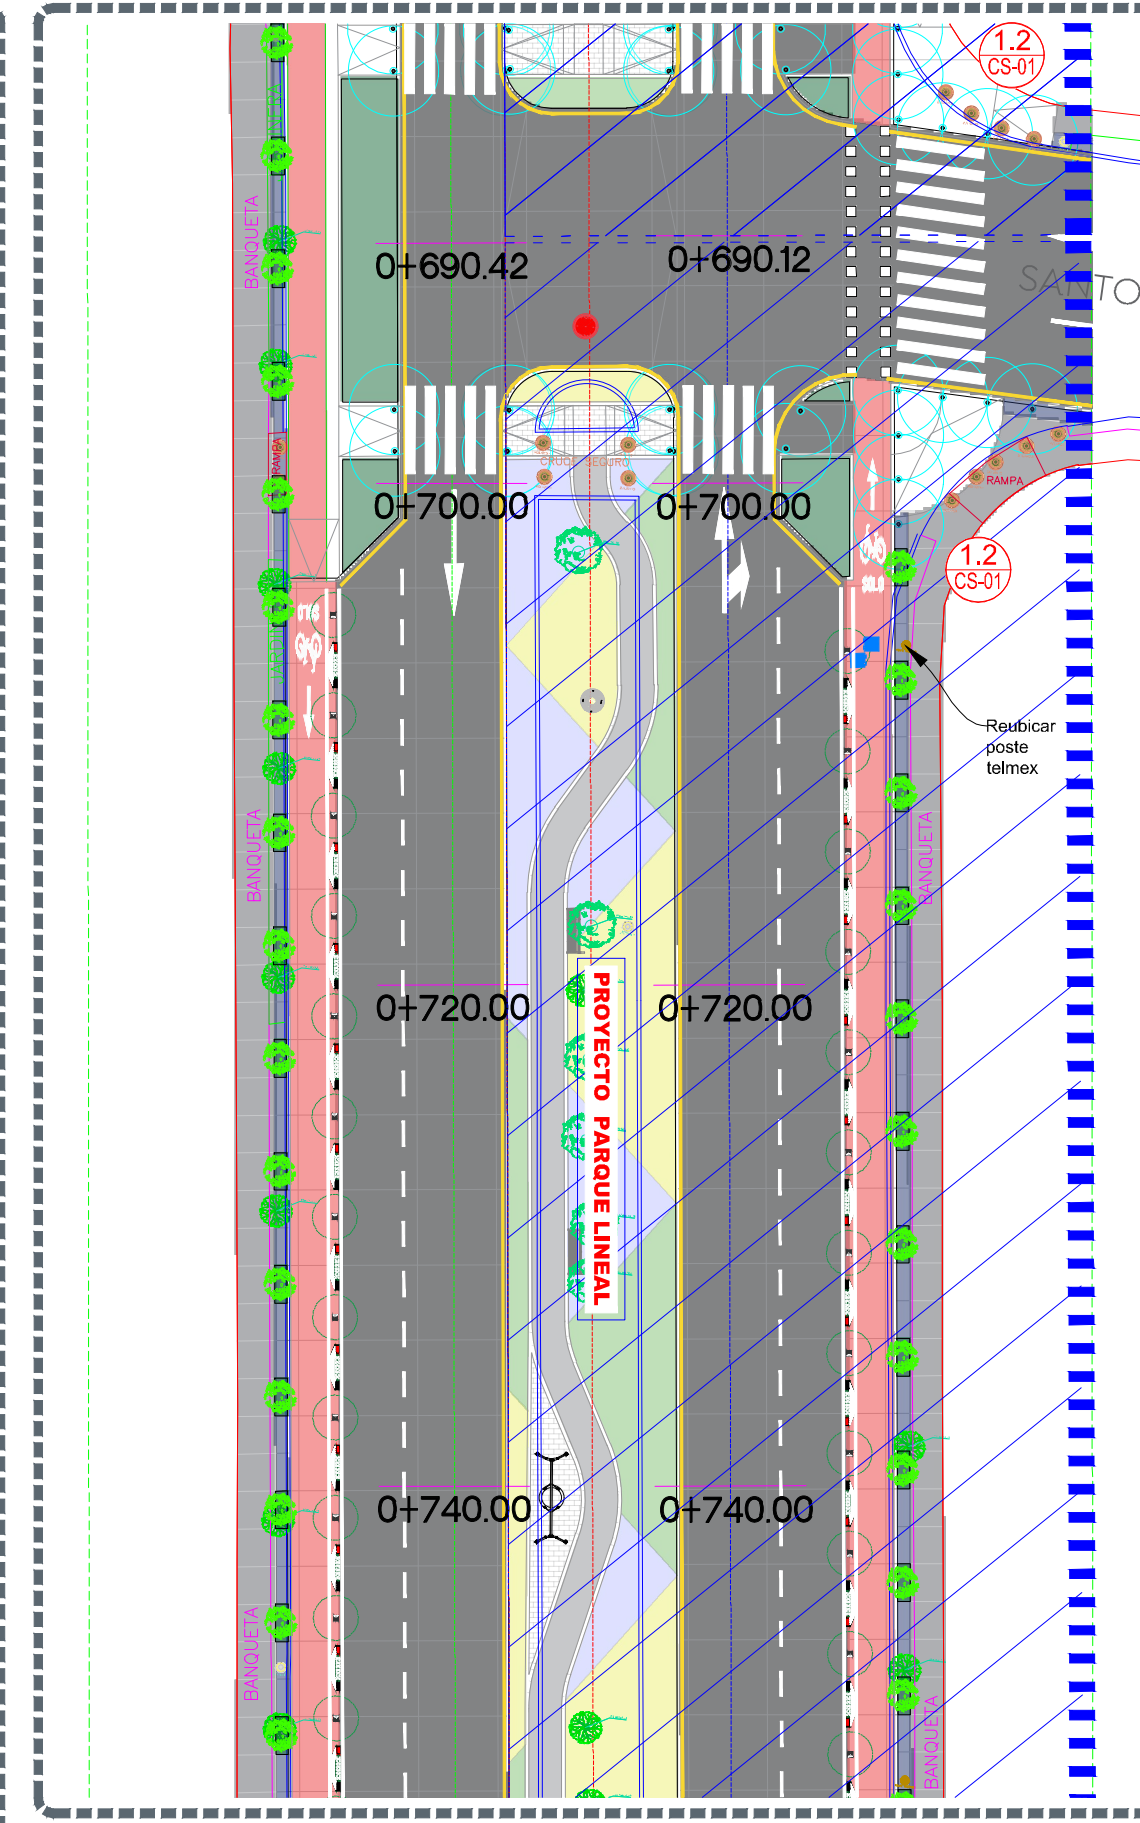 1.2
CS-01
BANQUETA
0+690.42
0+690.12
SANTO
RAMPA
CRUCE SEGURO
0+700.00
0+700.00
RAMPA
1.2
CS-01
Reubicar
poste
telmex
BANQUETA
BANQUETA
0+720.00
0+720.00
PROYECTO PARQUE LINEAL
0+740.00
0+740.00
BANQUETA
BANQUETA